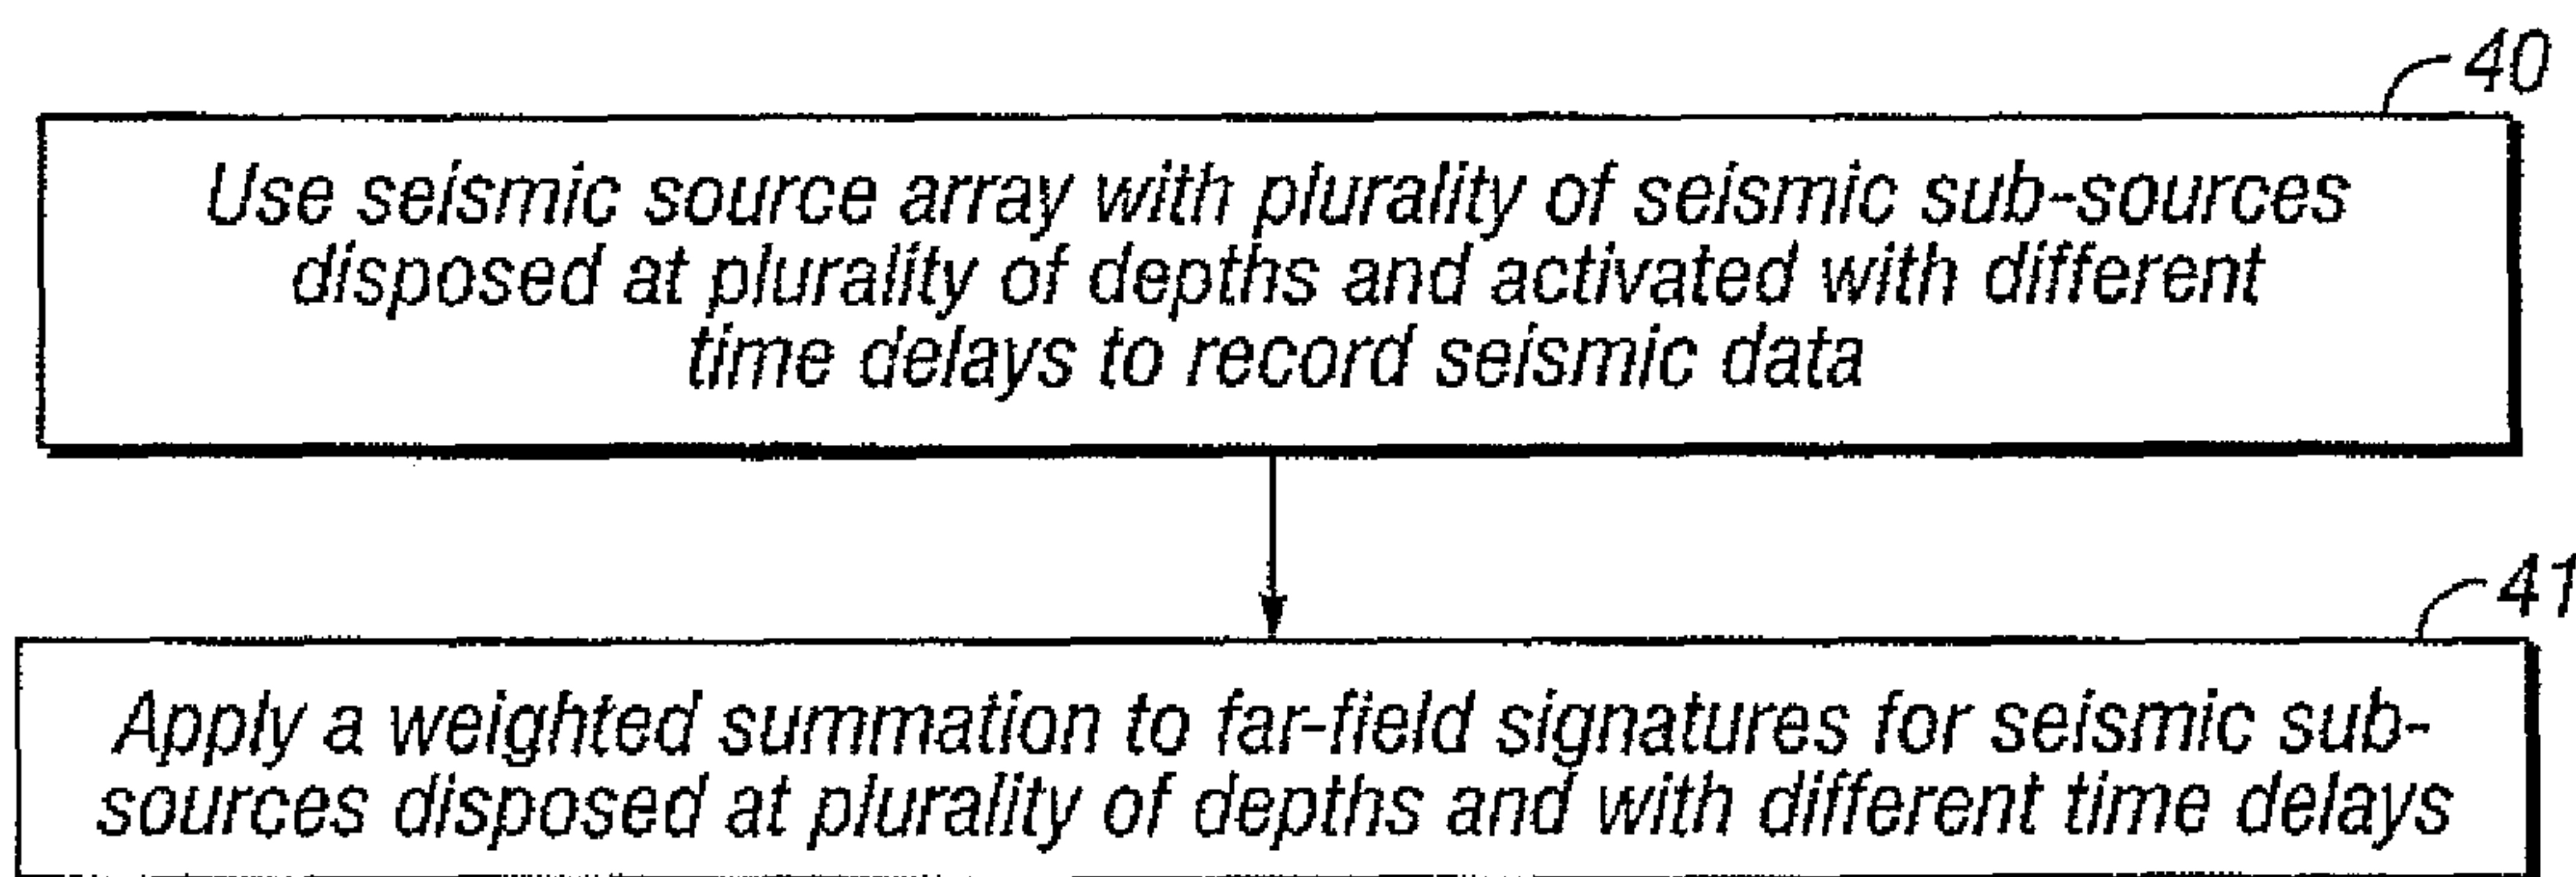 40
Use seismic source array with plurality of seismic sub-sources
disposed at plurality of depths and activated with different
time delays to record seismic data
41
Apply a weighted summation to far-field signatures for seismic sub-
sources disposed at plurality of depths and with different time delays